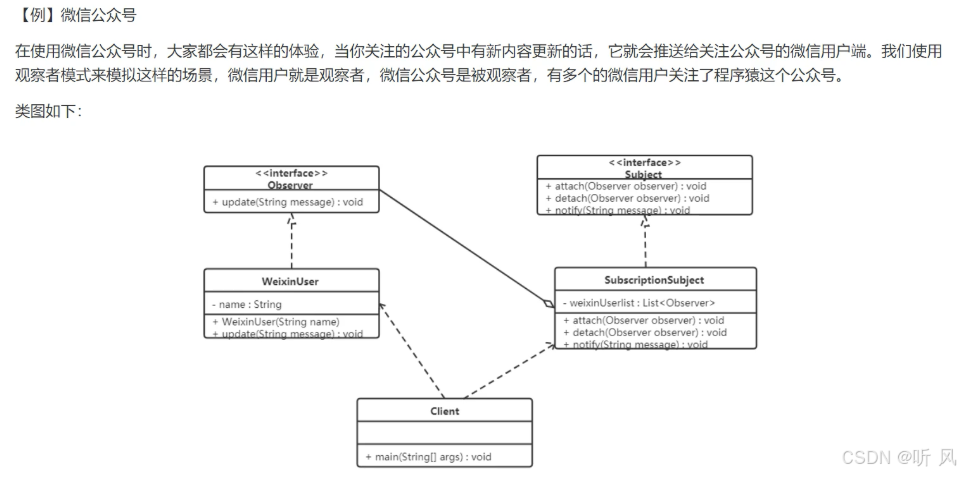 【例】微信公众号
在使用微信公众号时，大家都会有这样的体验，当你关注的公众号中有新内容更新的话，它就会推送给关注公众号的微信用户端。我们使用
观察者模式来模拟这样的场景，微信用户就是观察者，微信公众号是被观察者，有多个的微信用户关注了程序猿这个公众号。
类图如下：
<<interface>>
Observer
+ update(String message) : void
<<interface>>
Subject
+ attach(Observer observer) : void
+ detach(Observer observer) : void
+ notify(String message) : void
WeixinUser
- name : String
+ WeixinUser(String name)
+ update(String message) : void
SubscriptionSubject
- weixinUserlist : List<Observer>
+ attach(Observer observer) : void
+ detach(Observer observer) : void
+ notify(String message) : void
Client
+ main(String[] args) : void
CSDN @听 风